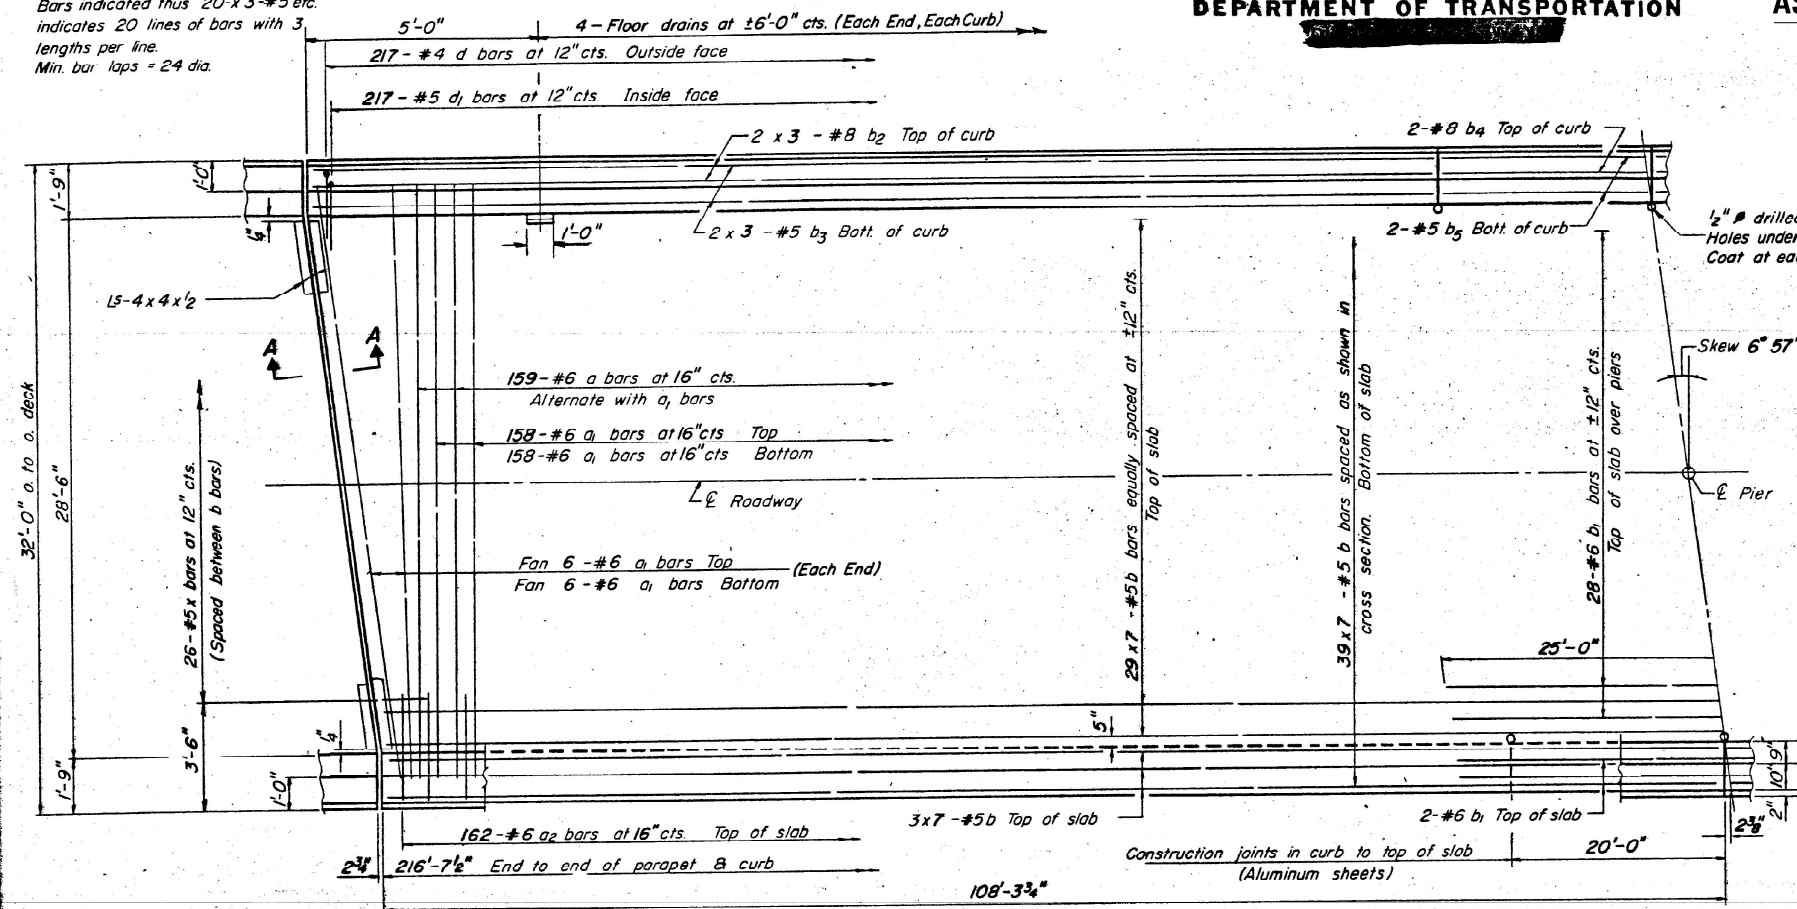 Bars indicated thus 20-x 3-#5 etc.
indicates 20 lines of bars with 3
lengths per line.
Min. bar laps = 24 dia.
DEPARTMENT OF TRANSPORTATION
5'-0"
4-Floor drains at ±6'-0" cts. (Each End, Each Curb)
217-#4 d bars at 12" cts. Outside face
217-#5 d₁ bars at 12" cts Inside face
2 x 3 - #8 b₂ Top of curb
2-#8 b₄ Top of curb
1'-0"
1'-9"
1'-0"
2 x 3 - #5 b₃ Bott. of curb
2-#5 b₅ Bott. of curb
Holes under
Coat at
Ls-4x4x½
A
A
159-#6 a bars at 16" cts.
Alternate with a₁ bars
158-#6 a₁ bars at 16" cts Top
158-#6 a₁ bars at 16" cts Bottom
℄ Roadway
Skew 6° 57'
℄ Pier
32'-0" o. to o. deck
28'-6"
26-#5x bars at 12" cts.
(Spaced between b bars)
Fan 6-#6 a₁ bars Top
(Each End)
Fan 6-#6 a₁ bars Bottom
29x7 -#5b bars equally spaced at ±12" cts.
Top of slab
39x7 -#5 b bars spaced as shown in
cross section. Bottom of slab
28-#6 b₁ bars at ±12" cts.
Top of slab over piers
25'-0"
5"
3'-6"
1'-9"
1'-0"
10'-9"
2"
2⅜"
3x7-#5b Top of slab
2-#6 b₁ Top of slab
162-#6 a₂ bars at 16" cts. Top of slab
2¾"
216'-7½" End to end of parapet & curb
Construction joints in curb to top of slab
(Aluminum sheets)
20'-0"
108'-3¾"